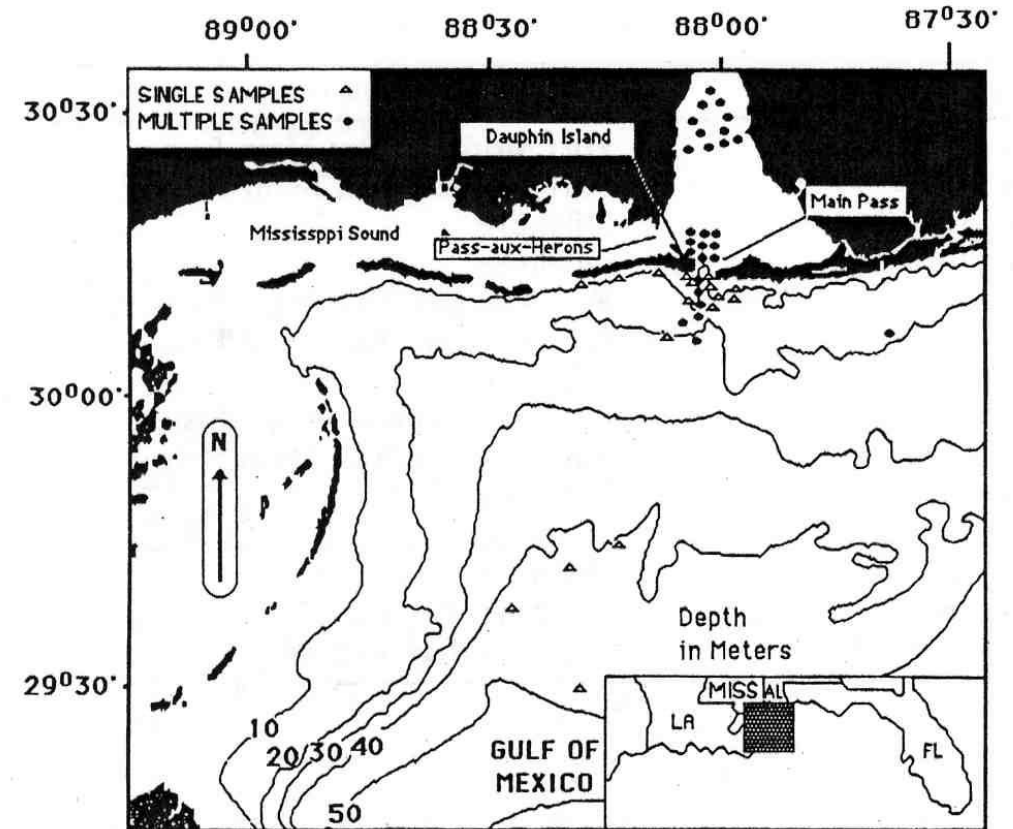 89⁰00'
88⁰30'
88⁰00'
87⁰30'
30⁰30'
SINGLE SAMPLES
MULTIPLE SAMPLES
Dauphin Island
Main Pass
Mississppi Sound
Pass-aux-Herons
30⁰00'
N
Depth
in Meters
29⁰30'
10
20
30
40
50
GULF OF
MEXICO
MISS
AL
LA
FL